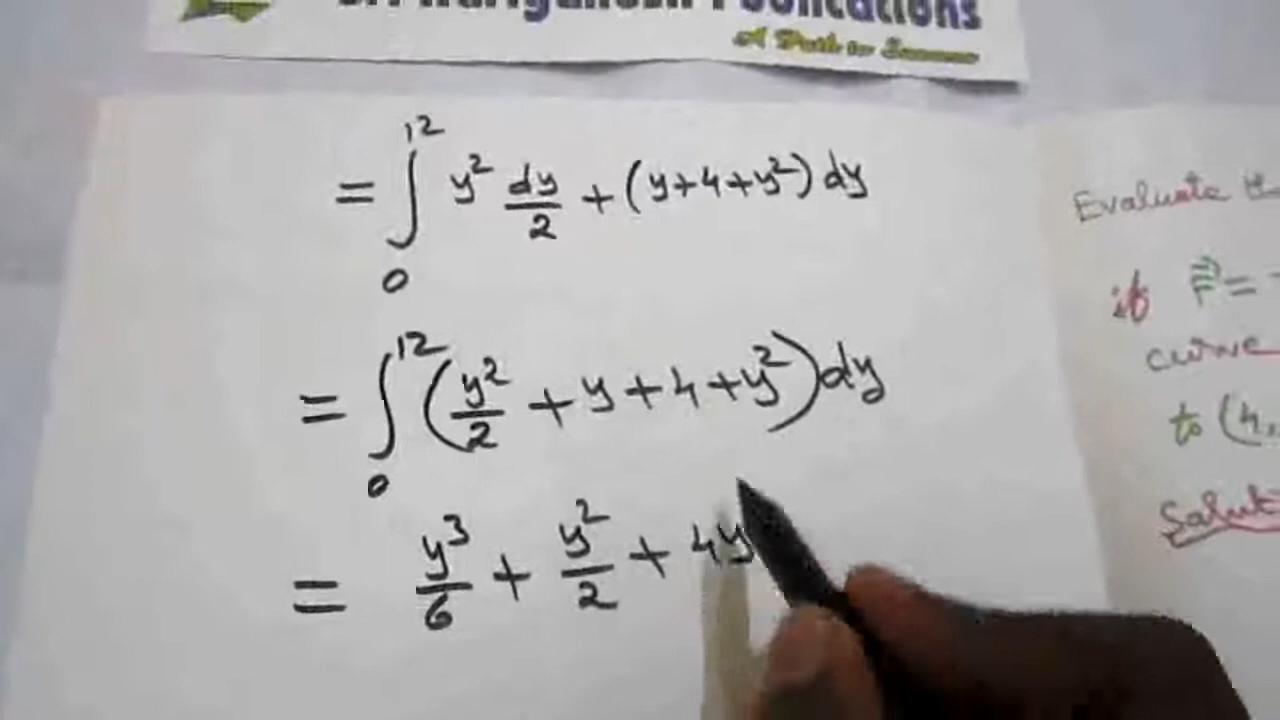 A Path to Success
= ∫₀¹² y² dy/2 + (y+4+y²) dy
= ∫₀¹² (y²/2 + y + 4 + y²) dy
= y³/6 + y²/2 + 4y
Evaluate
if F⃗ =
curve
to (4,